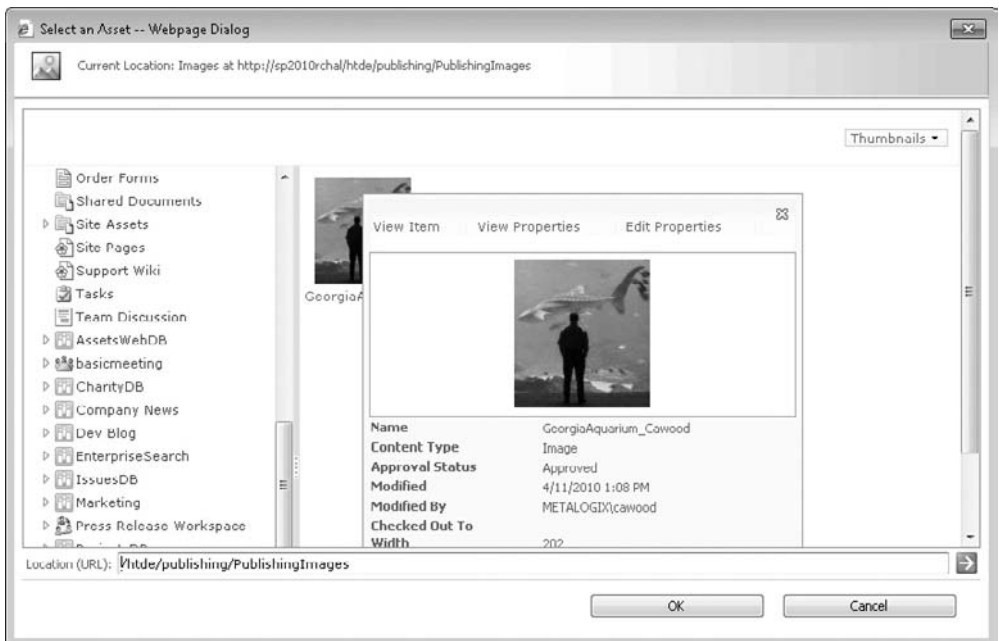 Select an Asset -- Webpage Dialog
Current Location: Images at http://sp2010rchal/htde/publishing/PublishingImages
Thumbnails
Order Forms
Shared Documents
Site Assets
Site Pages
Support Wiki
Tasks
Team Discussion
AssetsWebDB
basicmeeting
CharityDB
Company News
Dev Blog
EnterpriseSearch
IssuesDB
Marketing
Press Release Workspace
View Item View Properties Edit Properties
Name GeorgiaAquarium_Cawood
Content Type Image
Approval Status Approved
Modified 4/11/2010 1:08 PM
Modified By METALOGIX\cawood
Checked Out To
Width 202
Location (URL): /htde/publishing/PublishingImages
OK Cancel